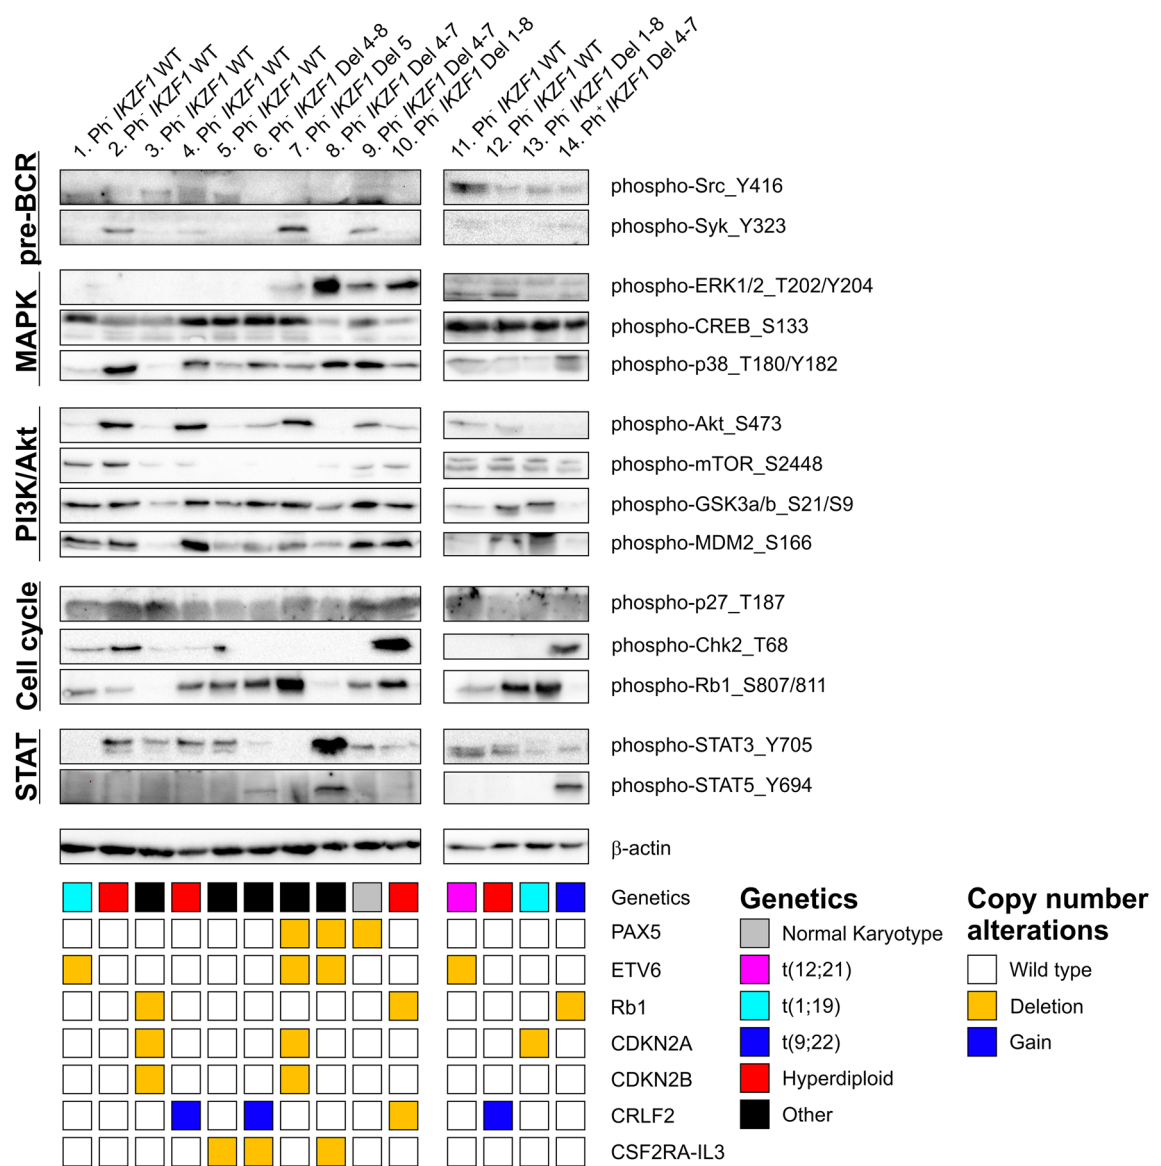 1. Ph⁻ IKZF1 WT
2. Ph⁻ IKZF1 WT
3. Ph⁻ IKZF1 WT
4. Ph⁻ IKZF1 WT
5. Ph⁻ IKZF1 WT
6. Ph⁻ IKZF1 Del 4-8
7. Ph⁻ IKZF1 Del 5
8. Ph⁻ IKZF1 Del 4-7
9. Ph⁻ IKZF1 Del 4-7
10. Ph⁻ IKZF1 Del 1-8
11. Ph⁻ IKZF1 WT
12. Ph⁻ IKZF1 WT
13. Ph⁻ IKZF1 Del 1-8
14. Ph⁺ IKZF1 Del 4-7
pre-BCR
phospho-Src_Y416
phospho-Syk_Y323
MAPK
phospho-ERK1/2_T202/Y204
phospho-CREB_S133
phospho-p38_T180/Y182
PI3K/Akt
phospho-Akt_S473
phospho-mTOR_S2448
phospho-GSK3a/b_S21/S9
phospho-MDM2_S166
Cell cycle
phospho-p27_T187
phospho-Chk2_T68
phospho-Rb1_S807/811
STAT
phospho-STAT3_Y705
phospho-STAT5_Y694
β-actin
Genetics
PAX5
ETV6
Rb1
CDKN2A
CDKN2B
CRLF2
CSF2RA-IL3
Genetics
Normal Karyotype
t(12;21)
t(1;19)
t(9;22)
Hyperdiploid
Other
Copy number
alterations
Wild type
Deletion
Gain